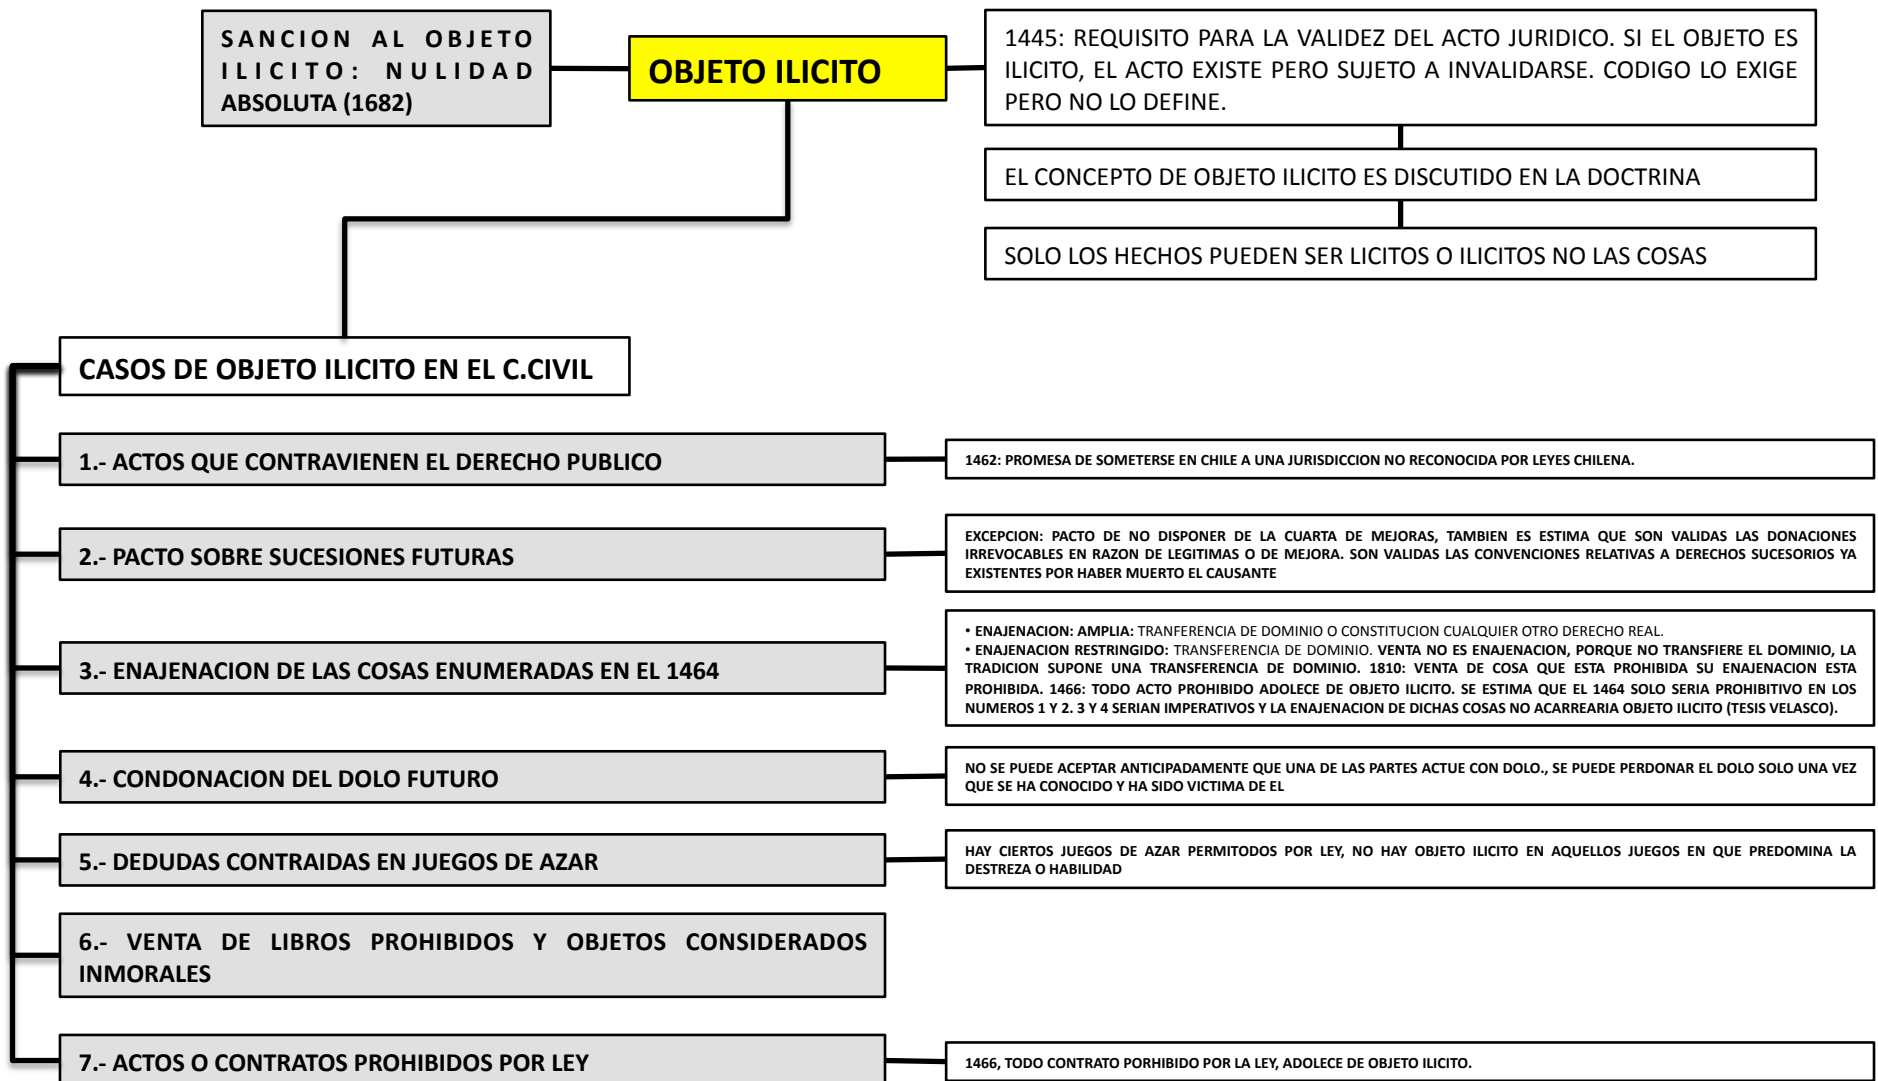 SANCION AL OBJETO
ILICITO: NULIDAD
ABSOLUTA (1682)
OBJETO ILICITO
1445: REQUISITO PARA LA VALIDEZ DEL ACTO JURIDICO. SI EL OBJETO ES
ILICITO, EL ACTO EXISTE PERO SUJETO A INVALIDARSE. CODIGO LO EXIGE
PERO NO LO DEFINE.
EL CONCEPTO DE OBJETO ILICITO ES DISCUTIDO EN LA DOCTRINA
SOLO LOS HECHOS PUEDEN SER LICITOS O ILICITOS NO LAS COSAS
CASOS DE OBJETO ILICITO EN EL C.CIVIL
1.- ACTOS QUE CONTRAVIENEN EL DERECHO PUBLICO
1462: PROMESA DE SOMETERSE EN CHILE A UNA JURISDICCION NO RECONOCIDA POR LEYES CHILENA.
2.- PACTO SOBRE SUCESIONES FUTURAS
EXCEPCION: PACTO DE NO DISPONER DE LA CUARTA DE MEJORAS, TAMBIEN ES ESTIMA QUE SON VALIDAS LAS DONACIONES
IRREVOCABLES EN RAZON DE LEGITIMAS O DE MEJORA. SON VALIDAS LAS CONVENCIONES RELATIVAS A DERECHOS SUCESORIOS YA
EXISTENTES POR HABER MUERTO EL CAUSANTE
3.- ENAJENACION DE LAS COSAS ENUMERADAS EN EL 1464
• ENAJENACION: AMPLIA: TRANFERENCIA DE DOMINIO O CONSTITUCION CUALQUIER OTRO DERECHO REAL.
• ENAJENACION RESTRINGIDO: TRANSFERENCIA DE DOMINIO. VENTA NO ES ENAJENACION, PORQUE NO TRANSFIERE EL DOMINIO, LA
TRADICION SUPONE UNA TRANSFERENCIA DE DOMINIO. 1810: VENTA DE COSA QUE ESTA PROHIBIDA SU ENAJENACION ESTA
PROHIBIDA. 1466: TODO ACTO PROHIBIDO ADOLECE DE OBJETO ILICITO. SE ESTIMA QUE EL 1464 SOLO SERIA PROHIBITIVO EN LOS
NUMEROS 1 Y 2. 3 Y 4 SERIAN IMPERATIVOS Y LA ENAJENACION DE DICHAS COSAS NO ACARREARIA OBJETO ILICITO (TESIS VELASCO).
4.- CONDONACION DEL DOLO FUTURO
NO SE PUEDE ACEPTAR ANTICIPADAMENTE QUE UNA DE LAS PARTES ACTUE CON DOLO., SE PUEDE PERDONAR EL DOLO SOLO UNA VEZ
QUE SE HA CONOCIDO Y HA SIDO VICTIMA DE EL
5.- DEDUDAS CONTRAIDAS EN JUEGOS DE AZAR
HAY CIERTOS JUEGOS DE AZAR PERMITODOS POR LEY, NO HAY OBJETO ILICITO EN AQUELLOS JUEGOS EN QUE PREDOMINA LA
DESTREZA O HABILIDAD
6.- VENTA DE LIBROS PROHIBIDOS Y OBJETOS CONSIDERADOS
INMORALES
7.- ACTOS O CONTRATOS PROHIBIDOS POR LEY
1466, TODO CONTRATO PORHIBIDO POR LA LEY, ADOLECE DE OBJETO ILICITO.